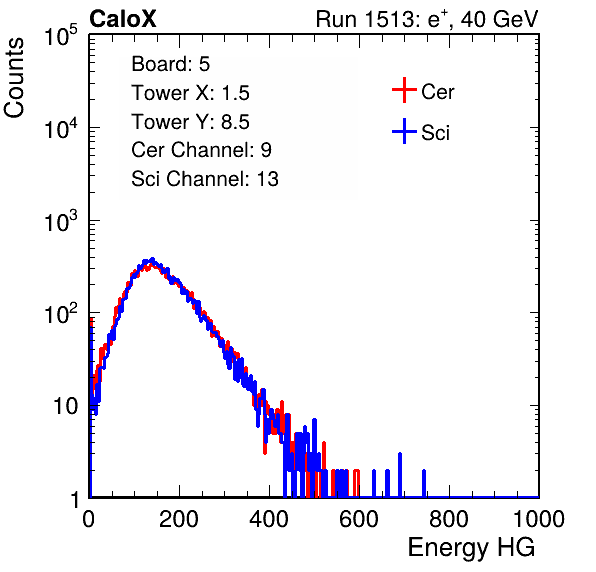 CaloX Run 1513: e⁺, 40 GeV
Counts
Board: 5
Tower X: 1.5
Tower Y: 8.5
Cer Channel: 9
Sci Channel: 13
Cer
Sci
10⁵
10⁴
10³
10²
10
1
0 200 400 600 800 1000
Energy HG